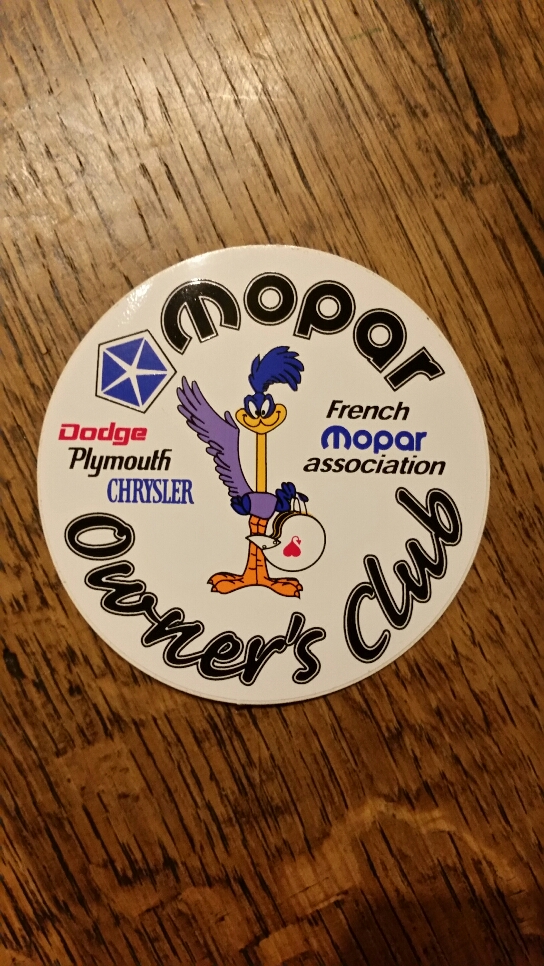 mopar
Dodge
Plymouth
CHRYSLER
French
mopar
association
Owner's Club